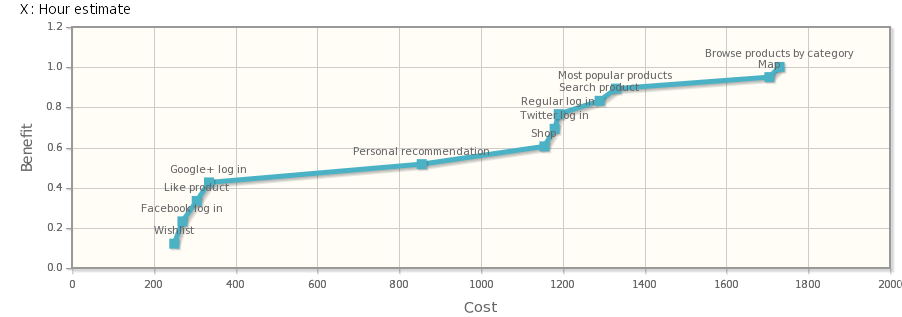 X: Hour estimate
1.2
1.0
0.8
0.6
0.4
0.2
0.0
Benefit
Browse products by category
Map
Most popular products
Search product
Regular log in
Twitter log in
Shop
Personal recommendation
Google+ log in
Like product
Facebook log in
Wishlist
0 200 400 600 800 1000 1200 1400 1600 1800 2000
Cost